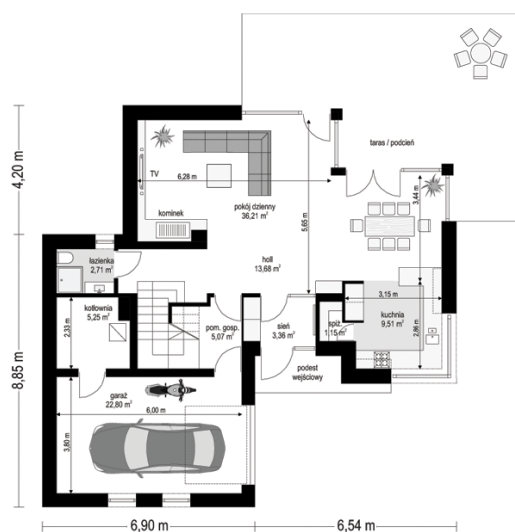 taras / podcień
4,20 m
TV
6,28 m
pokój dzienny
36,21 m²
5,65 m
3,44 m
kominek
łazienka
2,71 m²
holl
13,68 m²
3,15 m
kotłownia
5,25 m²
2,33 m
pom. gosp.
5,07 m²
sień
3,36 m²
spiż.
1,15 m²
kuchnia
9,51 m²
2,86 m
podest
wejściowy
8,85 m
garaż
22,80 m²
6,00 m
3,80 m
6,90 m
6,54 m